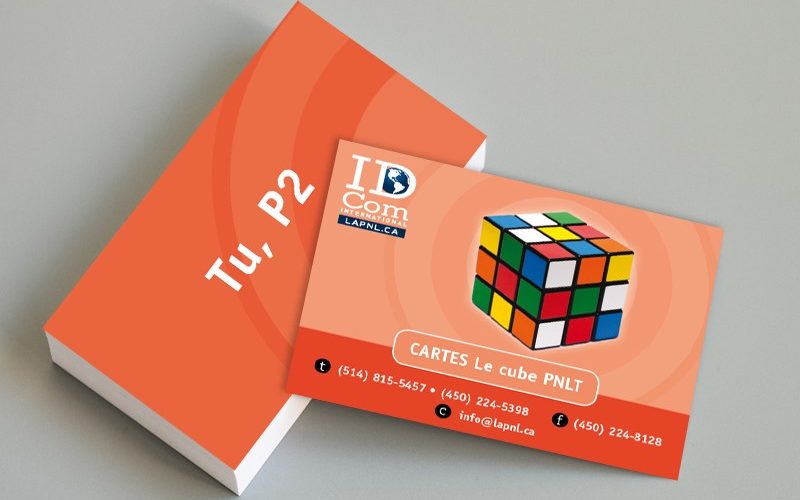 Tu, P2
ID
Com
INTERNATIONAL
LAPNL.CA
CARTES Le cube PNLT
t (514) 815-5457 • (450) 224-5398
f (450) 224-8128
c info@lapnl.ca